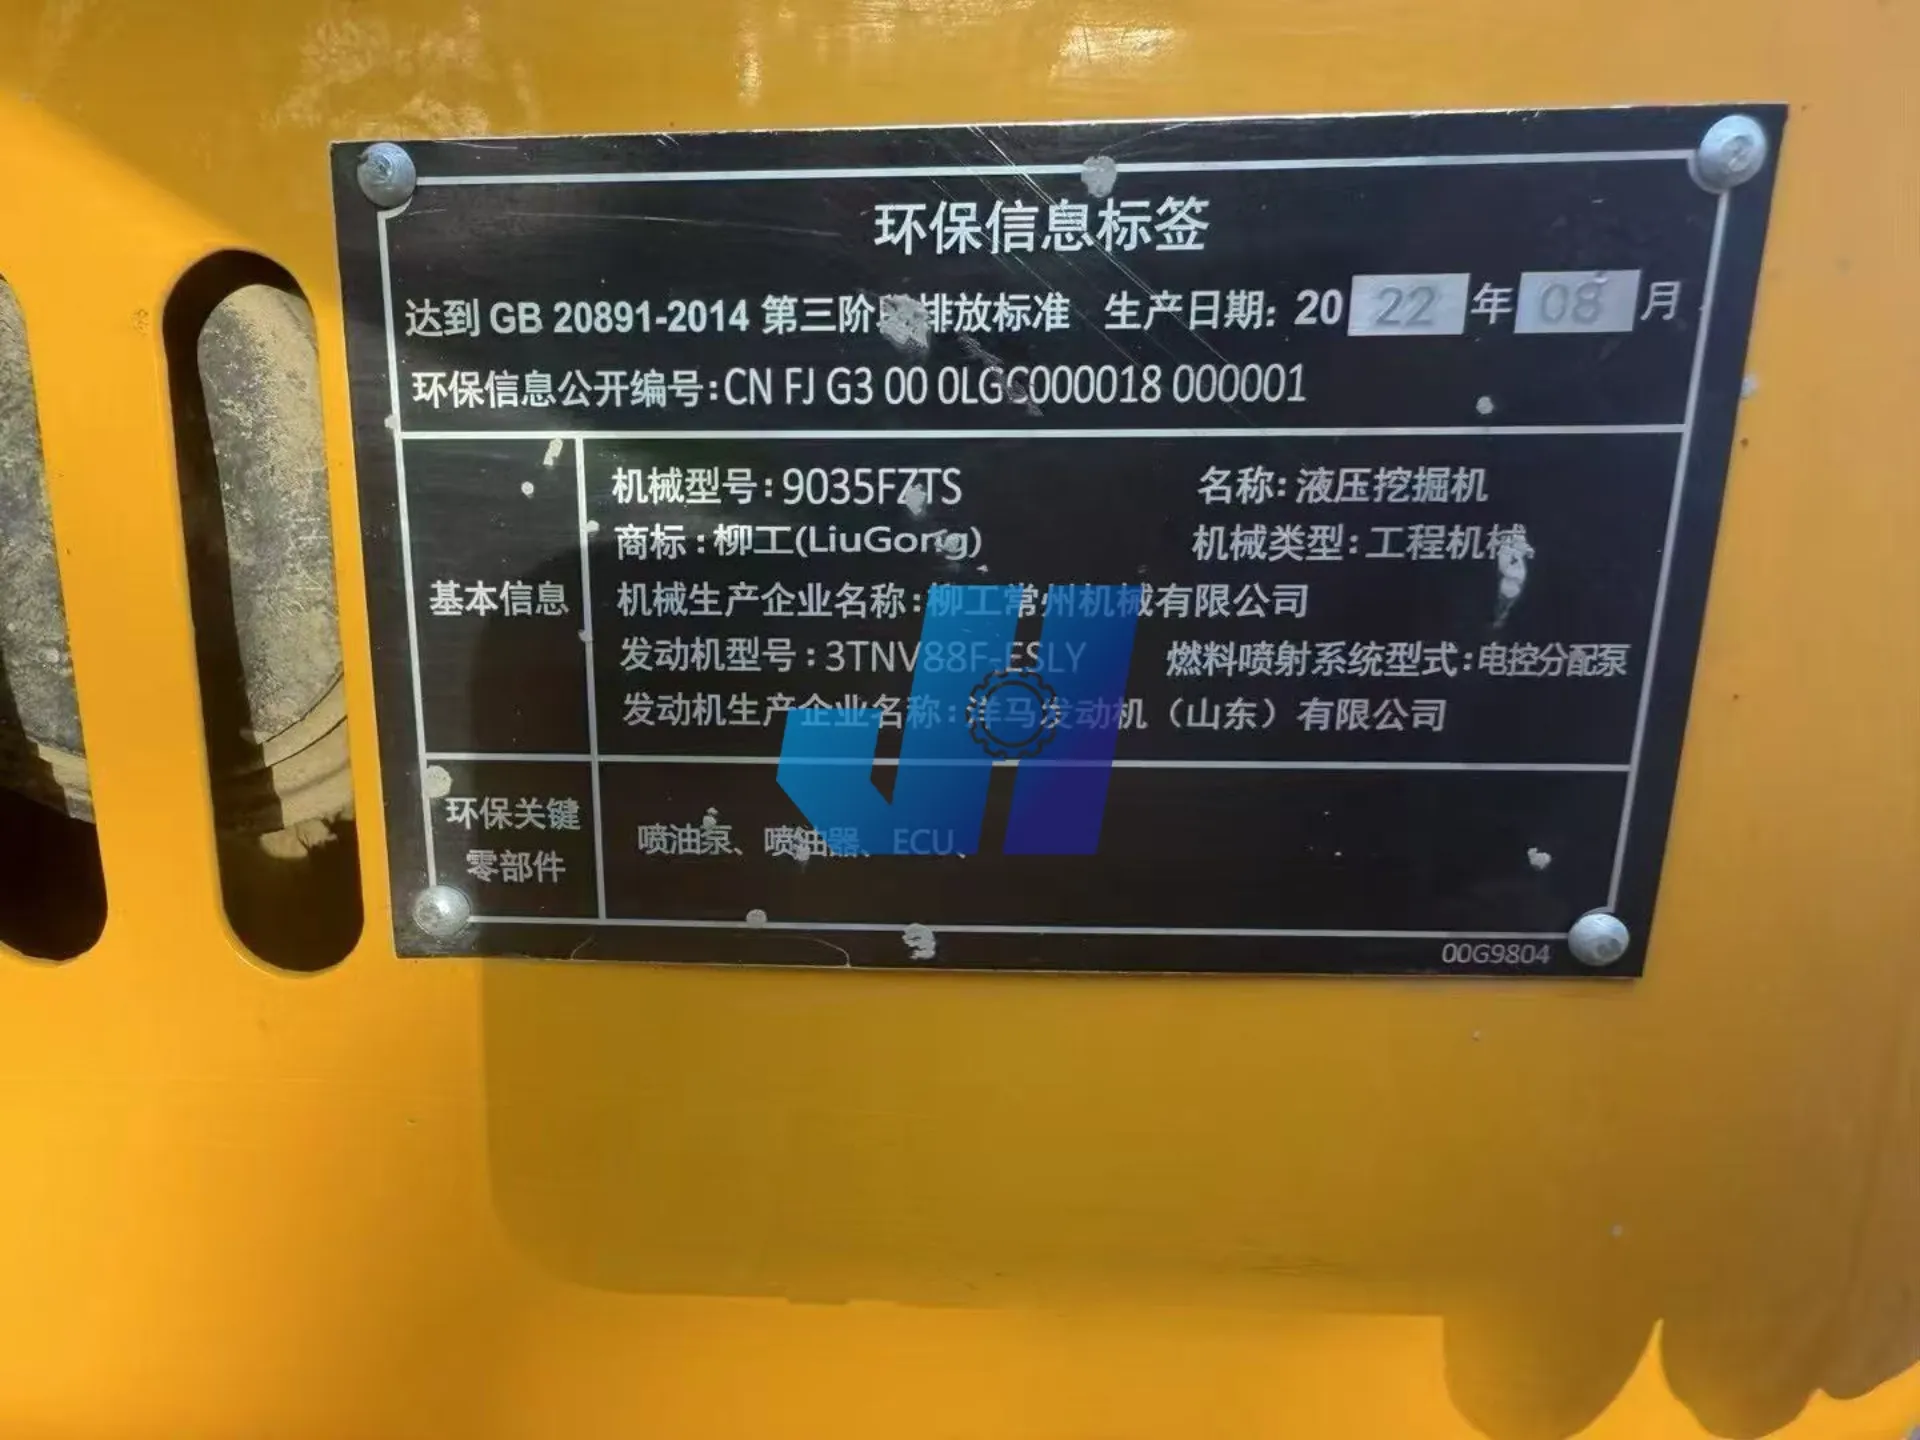 环保信息标签
达到 GB 20891-2014 第三阶段排放标准 生产日期: 20 22 年 08 月
环保信息公开编号:CN FJ G3 00 0LGC000018 000001
基本信息
机械型号:9035FZTS 名称:液压挖掘机
商标:柳工(LiuGong) 机械类型:工程机械
机械生产企业名称:柳工常州机械有限公司
发动机型号:3TNV88F-ESLY 燃料喷射系统型式:电控分配泵
发动机生产企业名称:洋马发动机(山东)有限公司
环保关键
零部件
喷油泵、喷油器、ECU、
00G9804